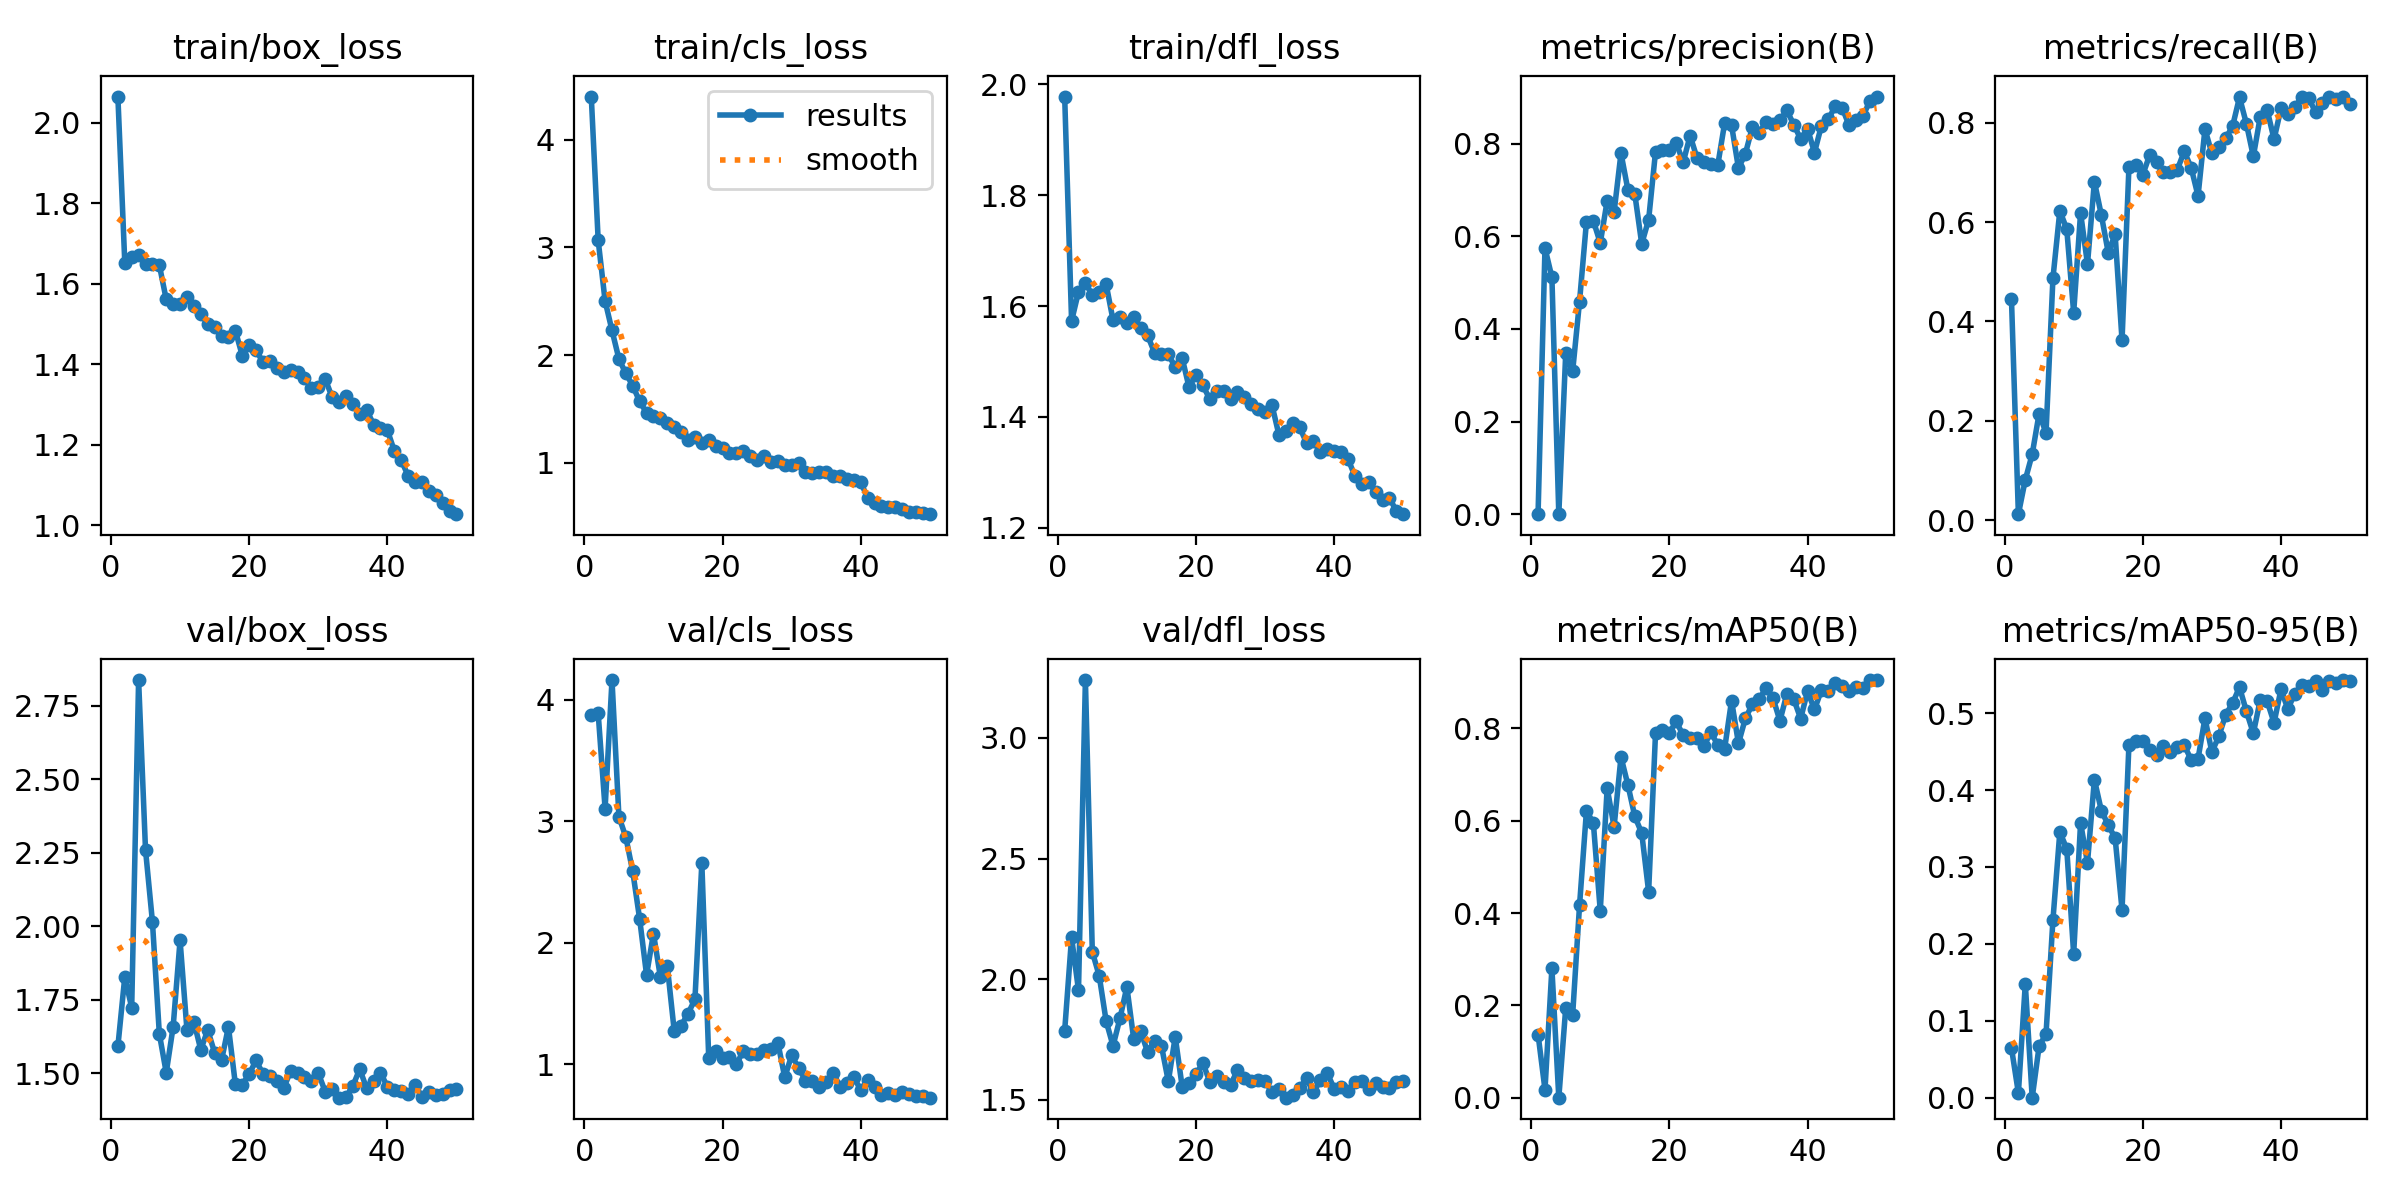 train/box_loss
2.0
1.8
1.6
1.4
1.2
1.0
0 20 40
train/cls_loss
results
smooth
4
3
2
1
0 20 40
train/dfl_loss
2.0
1.8
1.6
1.4
1.2
0 20 40
metrics/precision(B)
0.8
0.6
0.4
0.2
0.0
0 20 40
metrics/recall(B)
0.8
0.6
0.4
0.2
0.0
0 20 40
val/box_loss
2.75
2.50
2.25
2.00
1.75
1.50
0 20 40
val/cls_loss
4
3
2
1
0 20 40
val/dfl_loss
3.0
2.5
2.0
1.5
0 20 40
metrics/mAP50(B)
0.8
0.6
0.4
0.2
0.0
0 20 40
metrics/mAP50-95(B)
0.5
0.4
0.3
0.2
0.1
0.0
0 20 40